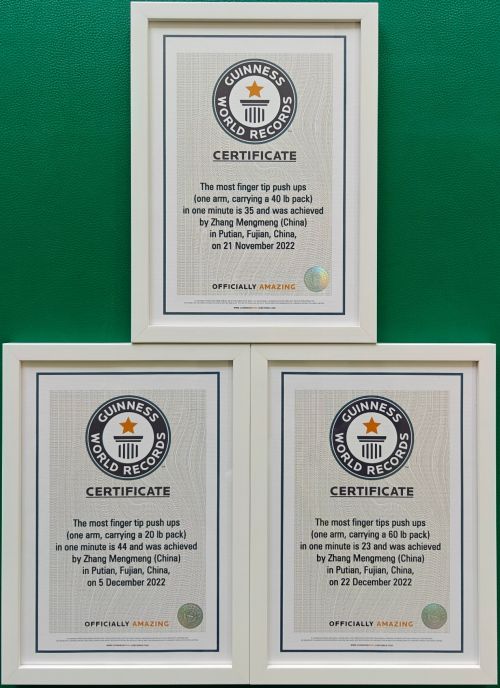 GUINNESS
WORLD RECORDS
CERTIFICATE
The most finger tip push ups
(one arm, carrying a 40 lb pack)
in one minute is 35 and was achieved
by Zhang Mengmeng (China)
in Putian, Fujian, China,
on 21 November 2022
OFFICIALLY AMAZING
GUINNESS
WORLD RECORDS
CERTIFICATE
The most finger tip push ups
(one arm, carrying a 20 lb pack)
in one minute is 44 and was achieved
by Zhang Mengmeng (China)
in Putian, Fujian, China,
on 5 December 2022
OFFICIALLY AMAZING
GUINNESS
WORLD RECORDS
CERTIFICATE
The most finger tips push ups
(one arm, carrying a 60 lb pack)
in one minute is 23 and was achieved
by Zhang Mengmeng (China)
in Putian, Fujian, China,
on 22 December 2022
OFFICIALLY AMAZING